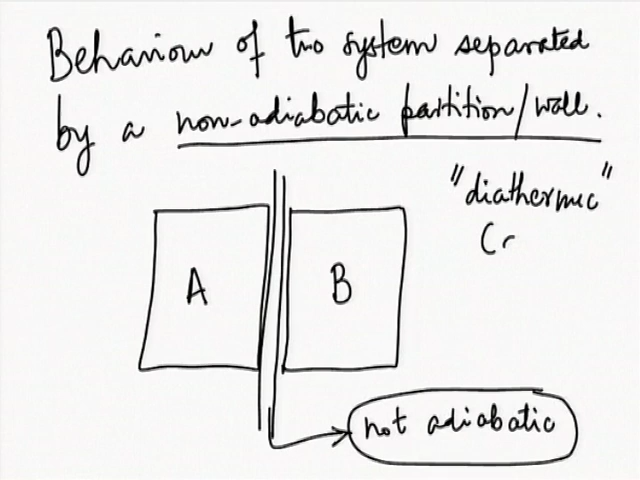 Behaviour of two system separated
by a non-adiabatic partition/wall.
"diathermic"
(
A B
not adiabatic